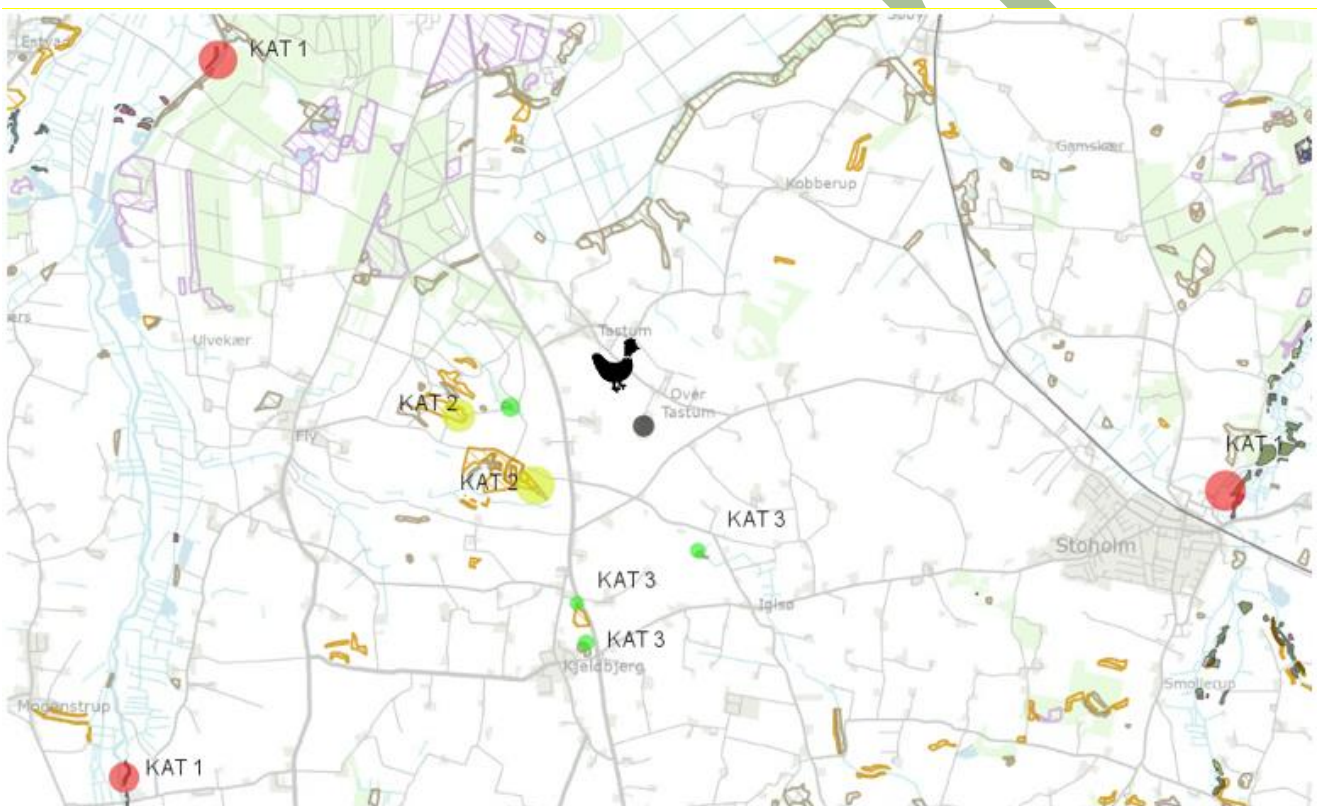 KAT 1
Gamskær
Kobberup
Tastum
Ulvekær
Over
Tastum
KAT 2
Fly
KAT 1
KAT 2
KAT 3
Stoholm
KAT 3
Iglsø
KAT 3
Kjeldbjerg
Smollerup
KAT 1